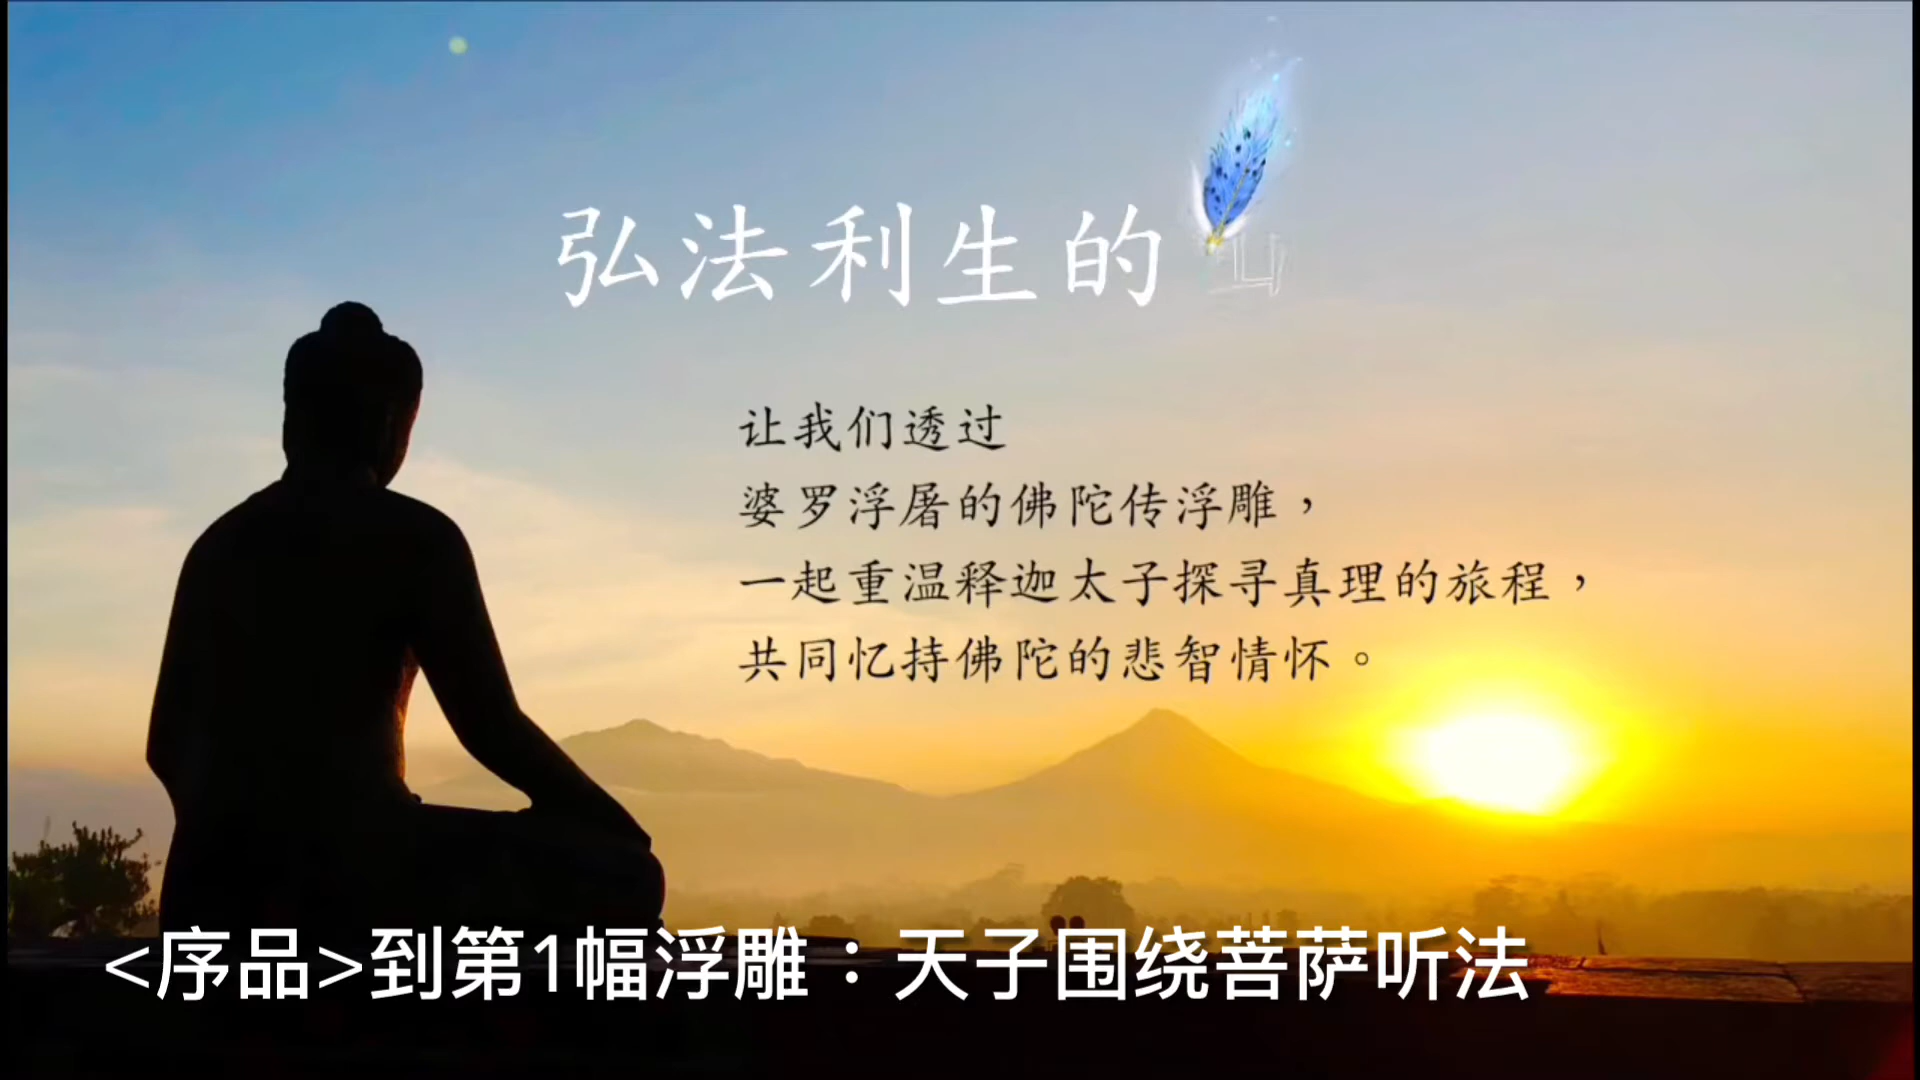 弘法利生的
让我们透过
婆罗浮屠的佛陀传浮雕，
一起重温释迦太子探寻真理的旅程，
共同忆持佛陀的悲智情怀。
<序品>到第1幅浮雕：天子围绕菩萨听法